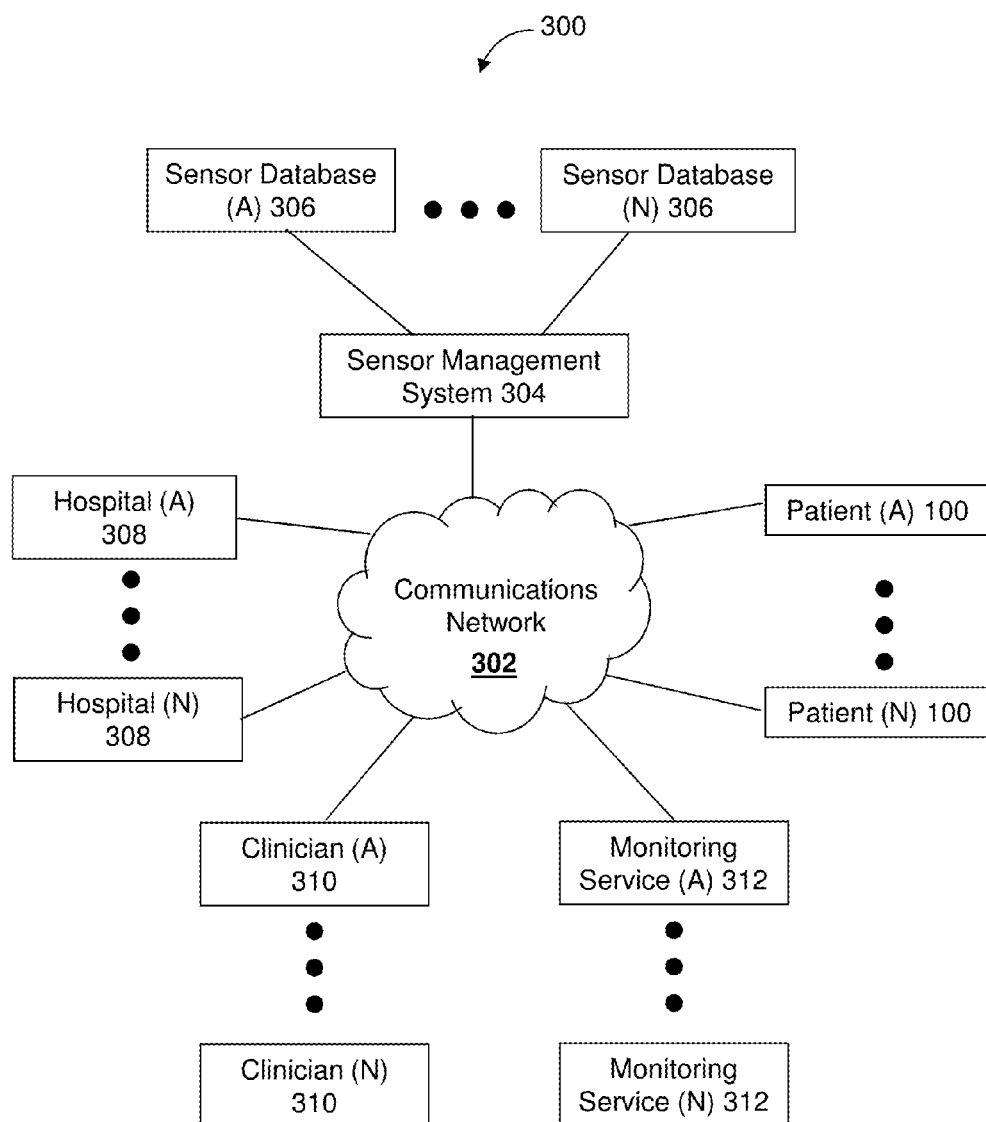 300
Sensor Database
(A) 306
Sensor Database
(N) 306
Sensor Management
System 304
Hospital (A)
308
Patient (A) 100
Communications
Network
302
Hospital (N)
308
Patient (N) 100
Clinician (A)
310
Monitoring
Service (A) 312
Clinician (N)
310
Monitoring
Service (N) 312